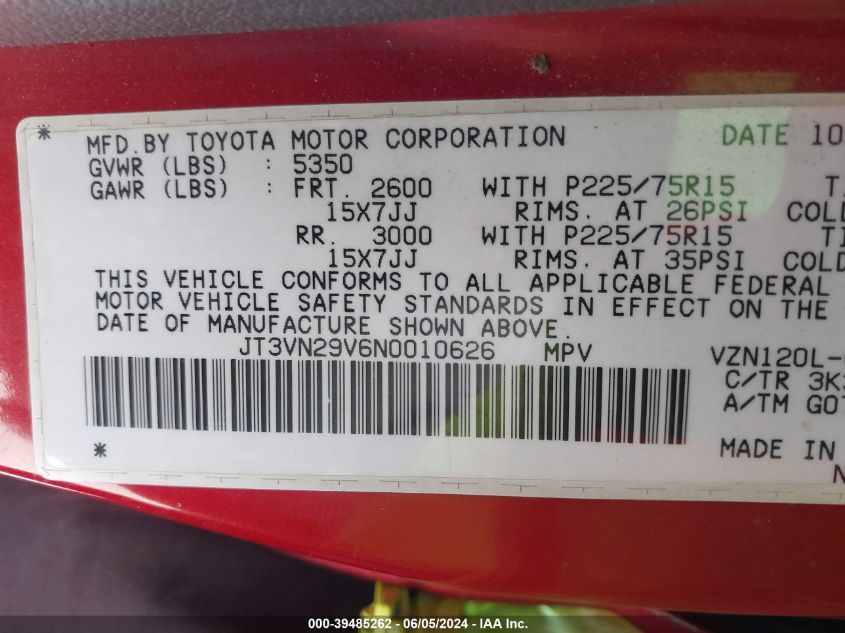 * MFD.BY TOYOTA MOTOR CORPORATION DATE 10
GVWR (LBS) : 5350
GAWR (LBS) : FRT. 2600 WITH P225/75R15
15X7JJ RIMS. AT 26PSI COLD
RR. 3000 WITH P225/75R15
15X7JJ RIMS. AT 35PSI COLD
THIS VEHICLE CONFORMS TO ALL APPLICABLE FEDERAL
MOTOR VEHICLE SAFETY STANDARDS IN EFFECT ON THE
DATE OF MANUFACTURE SHOWN ABOVE.
JT3VN29V6N0010626 MPV VZN120L-
C/TR 3K
A/TM
* MADE IN
000-39485262 - 06/05/2024 - IAA Inc.